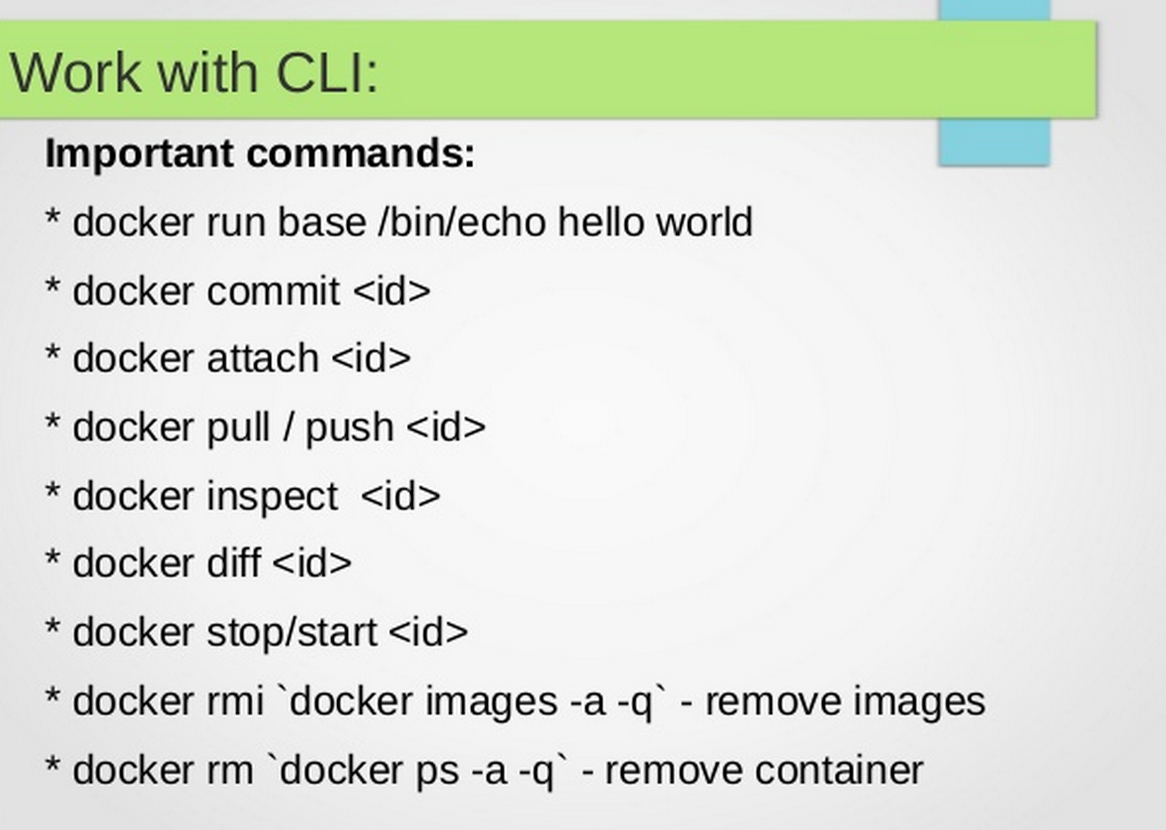 Work with CLI:
Important commands:
* docker run base /bin/echo hello world
* docker commit <id>
* docker attach <id>
* docker pull / push <id>
* docker inspect  <id>
* docker diff <id>
* docker stop/start <id>
* docker rmi `docker images -a -q` - remove images
* docker rm `docker ps -a -q` - remove container